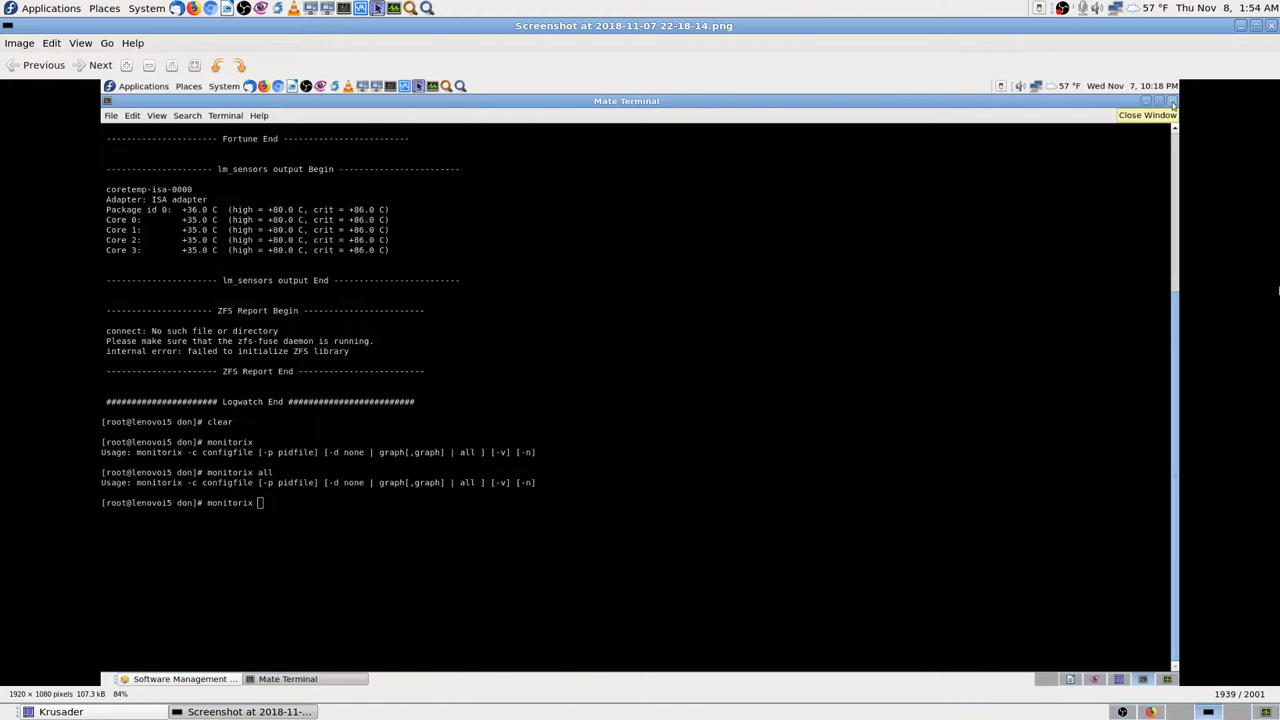 Applications Places System 57 °F Thu Nov 8, 1:54 AM
Screenshot at 2018-11-07 22-18-14.png
Image Edit View Go Help
Previous Next
Applications Places System 57 °F Wed Nov 7, 10:18 PM
Mate Terminal
File Edit View Search Terminal Help
Close Window
---------------------- Fortune End -------------------------
--------------------- lm_sensors output Begin ------------------------
coretemp-isa-0000
Adapter: ISA adapter
Package id 0: +36.0 C (high = +80.0 C, crit = +86.0 C)
Core 0: +35.0 C (high = +80.0 C, crit = +86.0 C)
Core 1: +35.0 C (high = +80.0 C, crit = +86.0 C)
Core 2: +35.0 C (high = +80.0 C, crit = +86.0 C)
Core 3: +35.0 C (high = +80.0 C, crit = +86.0 C)
---------------------- lm_sensors output End -------------------------
--------------------- ZFS Report Begin -----------------------
connect: No such file or directory
Please make sure that the zfs-fuse daemon is running.
internal error: failed to initialize ZFS library
---------------------- ZFS Report End -----------------------
###################### Logwatch End #########################
[root@lenovoi5 don]# clear
[root@lenovoi5 don]# monitorix
Usage: monitorix -c configfile [-p pidfile] [-d none | graph[,graph] | all ] [-v] [-n]
[root@lenovoi5 don]# monitorix all
Usage: monitorix -c configfile [-p pidfile] [-d none | graph[,graph] | all ] [-v] [-n]
[root@lenovoi5 don]# monitorix
Software Management ... Mate Terminal
1920 × 1080 pixels 107.3 kB 84% 1939 / 2001
Krusader Screenshot at 2018-11-...